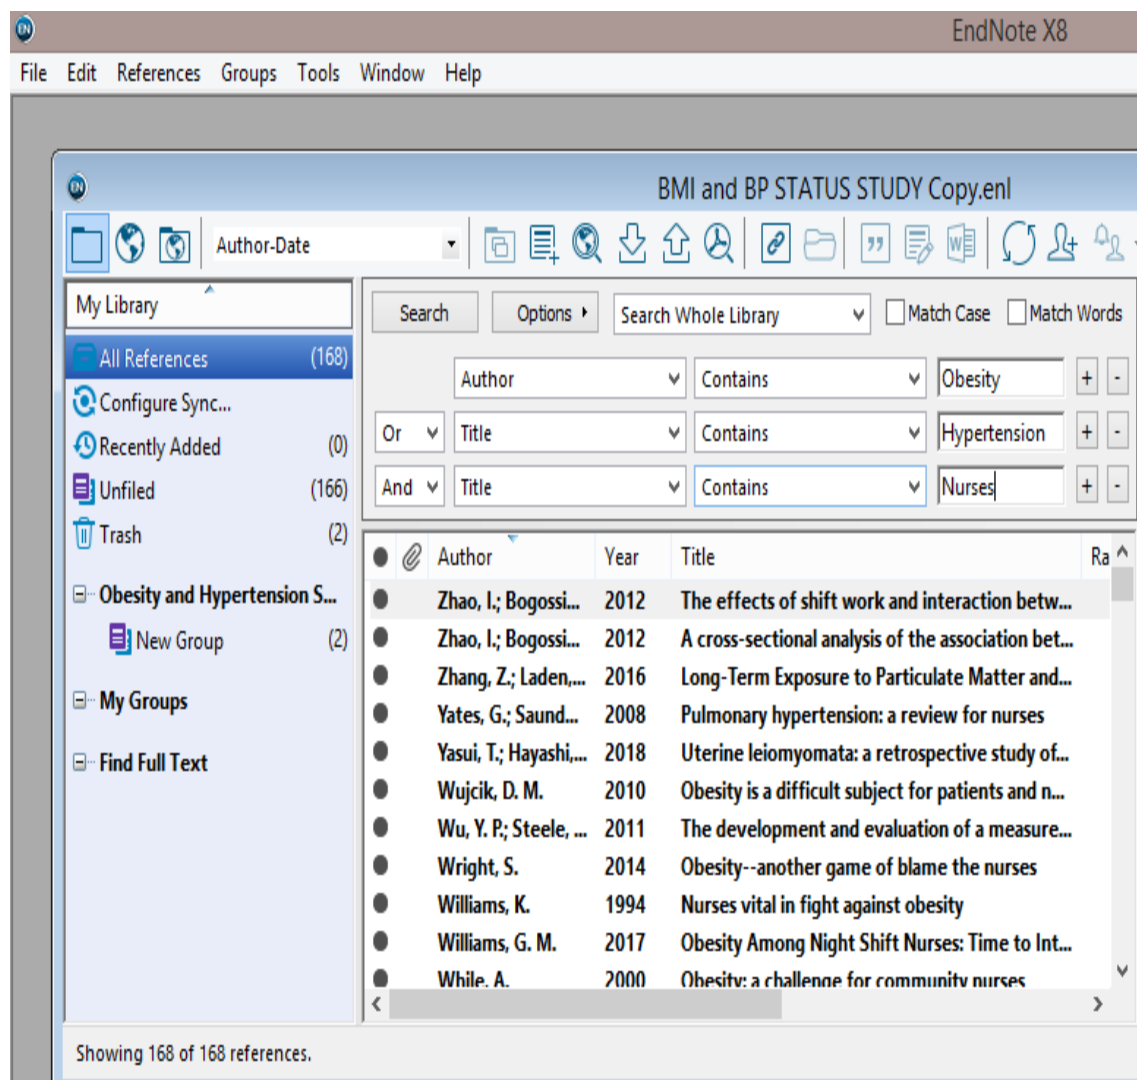 EndNote X8
File Edit References Groups Tools Window Help
BMI and BP STATUS STUDY Copy.enl
Author-Date
My Library
All References (168)
Configure Sync...
Recently Added (0)
Unfiled (166)
Trash (2)
Obesity and Hypertension S...
New Group (2)
My Groups
Find Full Text
Search Options Search Whole Library Match Case Match Words
Author Contains Obesity + -
Or Title Contains Hypertension + -
And Title Contains Nurses + -
Author Year Title Ra
Zhao, I.; Bogossi... 2012 The effects of shift work and interaction betw...
Zhao, I.; Bogossi... 2012 A cross-sectional analysis of the association bet...
Zhang, Z.; Laden,... 2016 Long-Term Exposure to Particulate Matter and...
Yates, G.; Saund... 2008 Pulmonary hypertension: a review for nurses
Yasui, T.; Hayashi,... 2018 Uterine leiomyomata: a retrospective study of...
Wujcik, D. M. 2010 Obesity is a difficult subject for patients and n...
Wu, Y. P.; Steele, ... 2011 The development and evaluation of a measure...
Wright, S. 2014 Obesity--another game of blame the nurses
Williams, K. 1994 Nurses vital in fight against obesity
Williams, G. M. 2017 Obesity Among Night Shift Nurses: Time to Int...
While, A. 2000 Obesity: a challenge for community nurses
Showing 168 of 168 references.